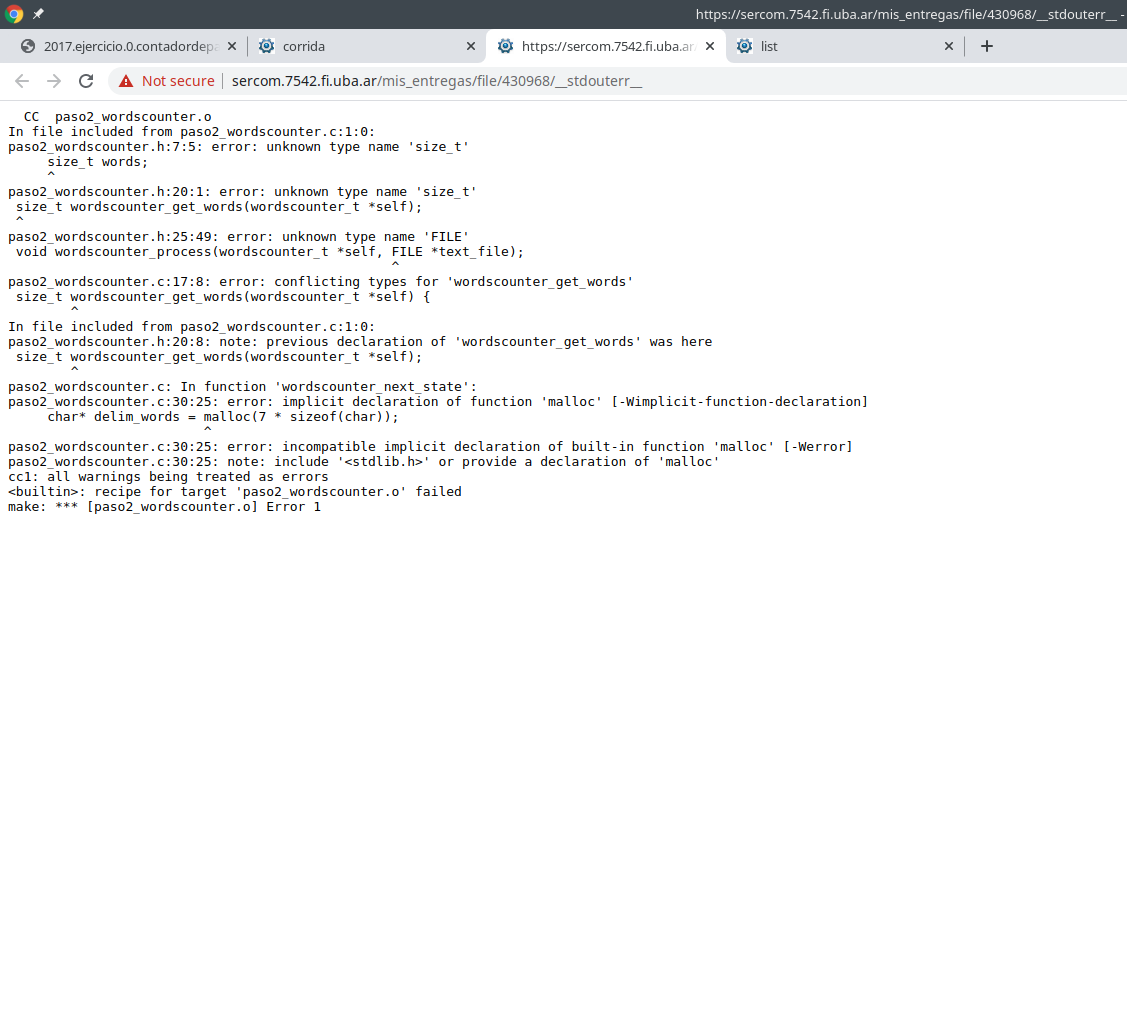 https://sercom.7542.fi.uba.ar/mis_entregas/file/430968/__stdouterr__ -
2017.ejercicio.0.contadordepa
corrida
https://sercom.7542.fi.uba.ar
list
Not secure
sercom.7542.fi.uba.ar/mis_entregas/file/430968/__stdouterr__
  CC  paso2_wordscounter.o
In file included from paso2_wordscounter.c:1:0:
paso2_wordscounter.h:7:5: error: unknown type name 'size_t'
     size_t words;
     ^
paso2_wordscounter.h:20:1: error: unknown type name 'size_t'
 size_t wordscounter_get_words(wordscounter_t *self);
 ^
paso2_wordscounter.h:25:49: error: unknown type name 'FILE'
 void wordscounter_process(wordscounter_t *self, FILE *text_file);
                                                 ^
paso2_wordscounter.c:17:8: error: conflicting types for 'wordscounter_get_words'
 size_t wordscounter_get_words(wordscounter_t *self) {
        ^
In file included from paso2_wordscounter.c:1:0:
paso2_wordscounter.h:20:8: note: previous declaration of 'wordscounter_get_words' was here
 size_t wordscounter_get_words(wordscounter_t *self);
        ^
paso2_wordscounter.c: In function 'wordscounter_next_state':
paso2_wordscounter.c:30:25: error: implicit declaration of function 'malloc' [-Wimplicit-function-declaration]
     char* delim_words = malloc(7 * sizeof(char));
                         ^
paso2_wordscounter.c:30:25: error: incompatible implicit declaration of built-in function 'malloc' [-Werror]
paso2_wordscounter.c:30:25: note: include '<stdlib.h>' or provide a declaration of 'malloc'
cc1: all warnings being treated as errors
<builtin>: recipe for target 'paso2_wordscounter.o' failed
make: *** [paso2_wordscounter.o] Error 1